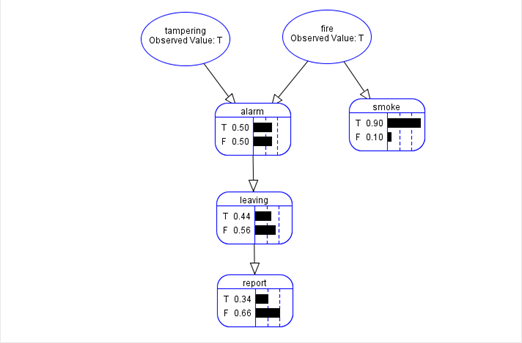 tampering
Observed Value: T
fire
Observed Value: T
alarm
T 0.50
F 0.50
smoke
T 0.90
F 0.10
leaving
T 0.44
F 0.56
report
T 0.34
F 0.66